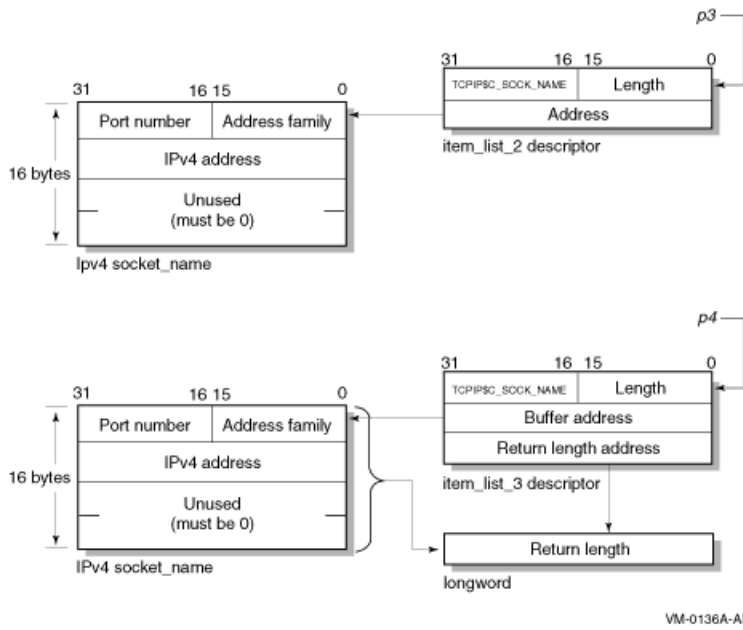 p3
31 16 15 0
TCPIP$C_SOCK_NAME Length
Address
item_list_2 descriptor
31 16 15 0
Port number Address family
IPv4 address
Unused
(must be 0)
16 bytes
Ipv4 socket_name
p4
31 16 15 0
TCPIP$C_SOCK_NAME Length
Buffer address
Return length address
item_list_3 descriptor
31 16 15 0
Port number Address family
IPv4 address
Unused
(must be 0)
16 bytes
IPv4 socket_name
Return length
longword